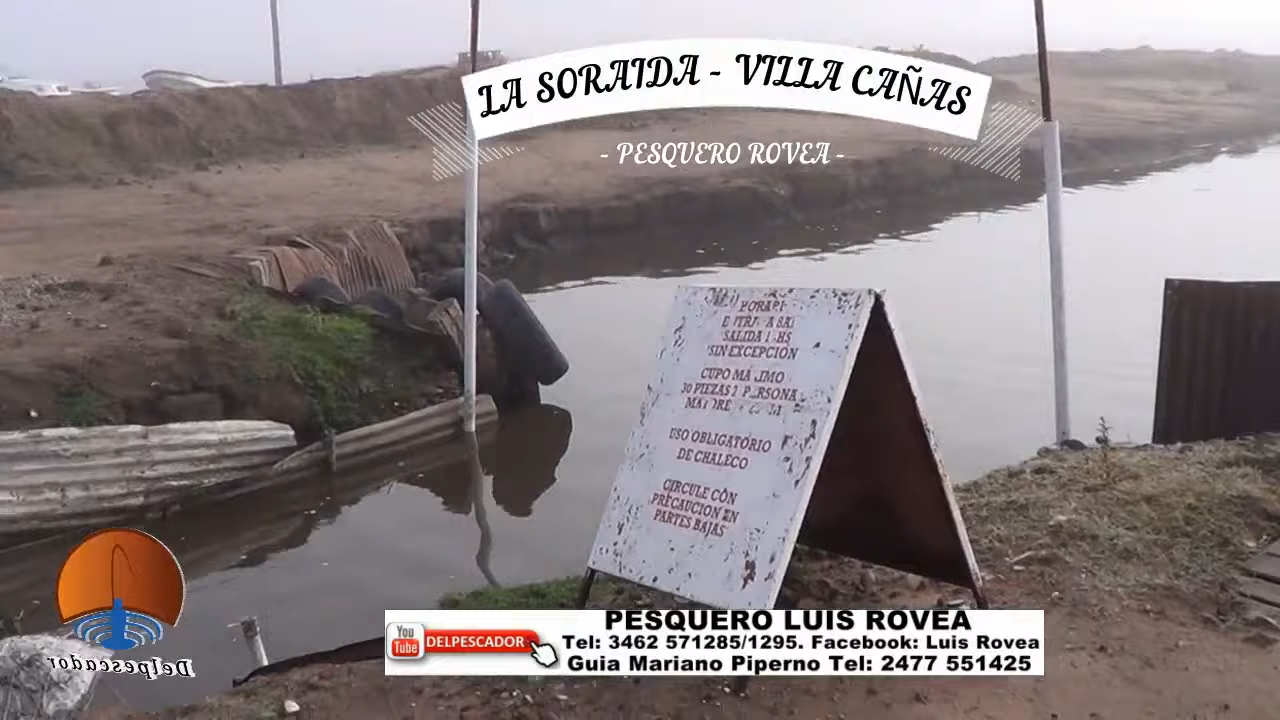 LA SORAIDA - VILLA CAÑAS
- PESQUERO ROVEA -
SIN EXCEPCION
CUPO
30 PIEZAS
USO OBLIGATORIO
DE CHALECO
CIRCULE CON
PRECAUCION EN
PARTES BAJAS
PESQUERO LUIS ROVEA
You Tube DELPESCADOR Tel: 3462 571285/1295. Facebook: Luis Rovea
Guia Mariano Piperno Tel: 2477 551425
Delpescador